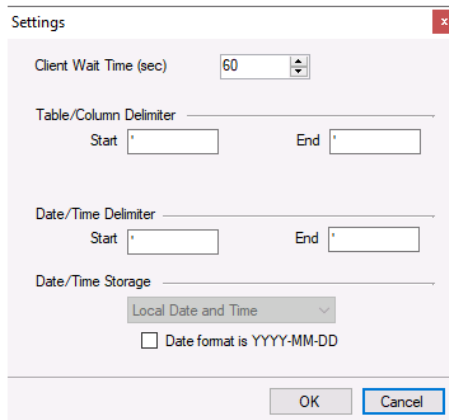 Settings
x
Client Wait Time (sec) 60
Table/Column Delimiter
Start ' End '
Date/Time Delimiter
Start ' End '
Date/Time Storage
Local Date and Time
Date format is YYYY-MM-DD
OK Cancel